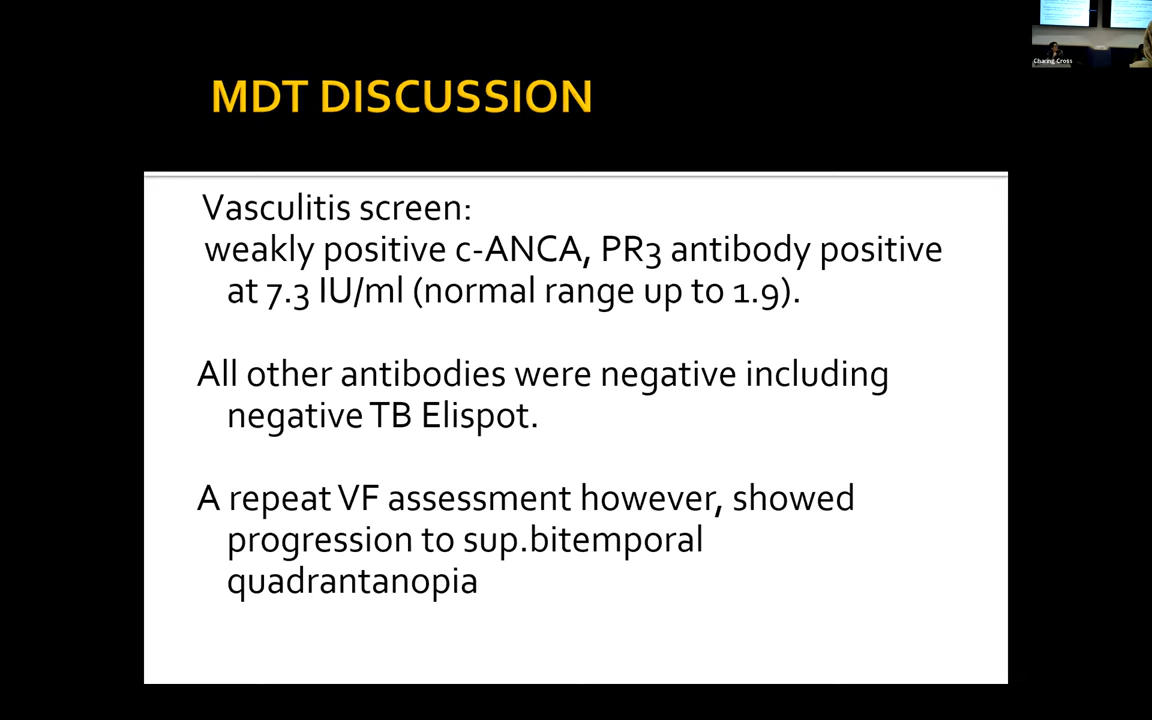 Charing Cross
MDT DISCUSSION
Vasculitis screen:
weakly positive c-ANCA, PR3 antibody positive
at 7.3 IU/ml (normal range up to 1.9).
All other antibodies were negative including
negative TB Elispot.
A repeat VF assessment however, showed
progression to sup.bitemporal
quadrantanopia